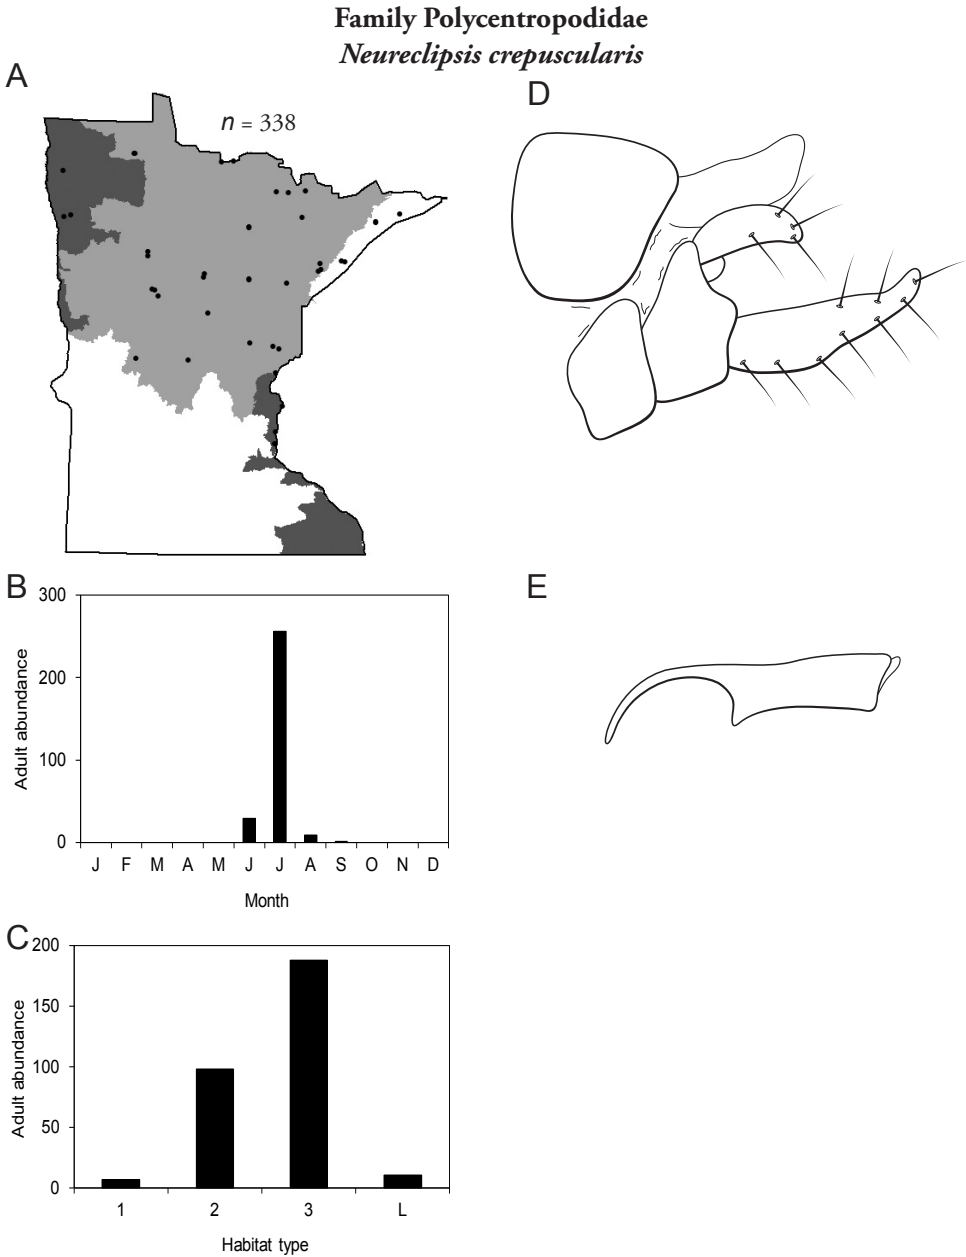 Family Polycentropodidae
Neureclipsis crepuscularis
A
n = 338
D
B
300
200
100
0
Adult abundance
J F M A M J J A S O N D
Month
E
C
200
150
100
50
0
Adult abundance
1 2 3 L
Habitat type